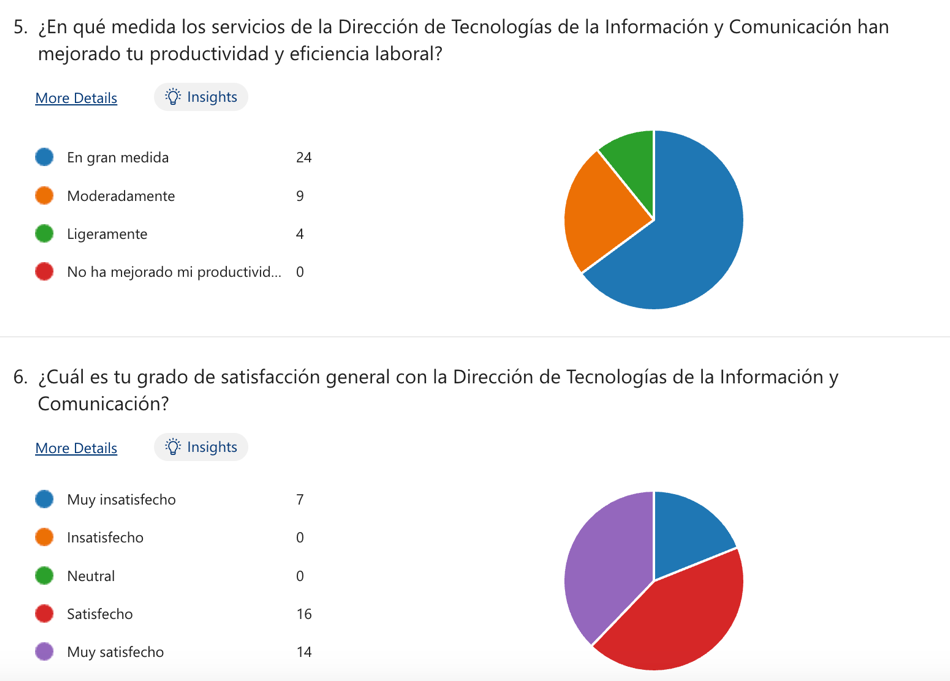 5. ¿En qué medida los servicios de la Dirección de Tecnologías de la Información y Comunicación han
mejorado tu productividad y eficiencia laboral?
More Details Insights
En gran medida 24
Moderadamente 9
Ligeramente 4
No ha mejorado mi productivid... 0
6. ¿Cuál es tu grado de satisfacción general con la Dirección de Tecnologías de la Información y
Comunicación?
More Details Insights
Muy insatisfecho 7
Insatisfecho 0
Neutral 0
Satisfecho 16
Muy satisfecho 14